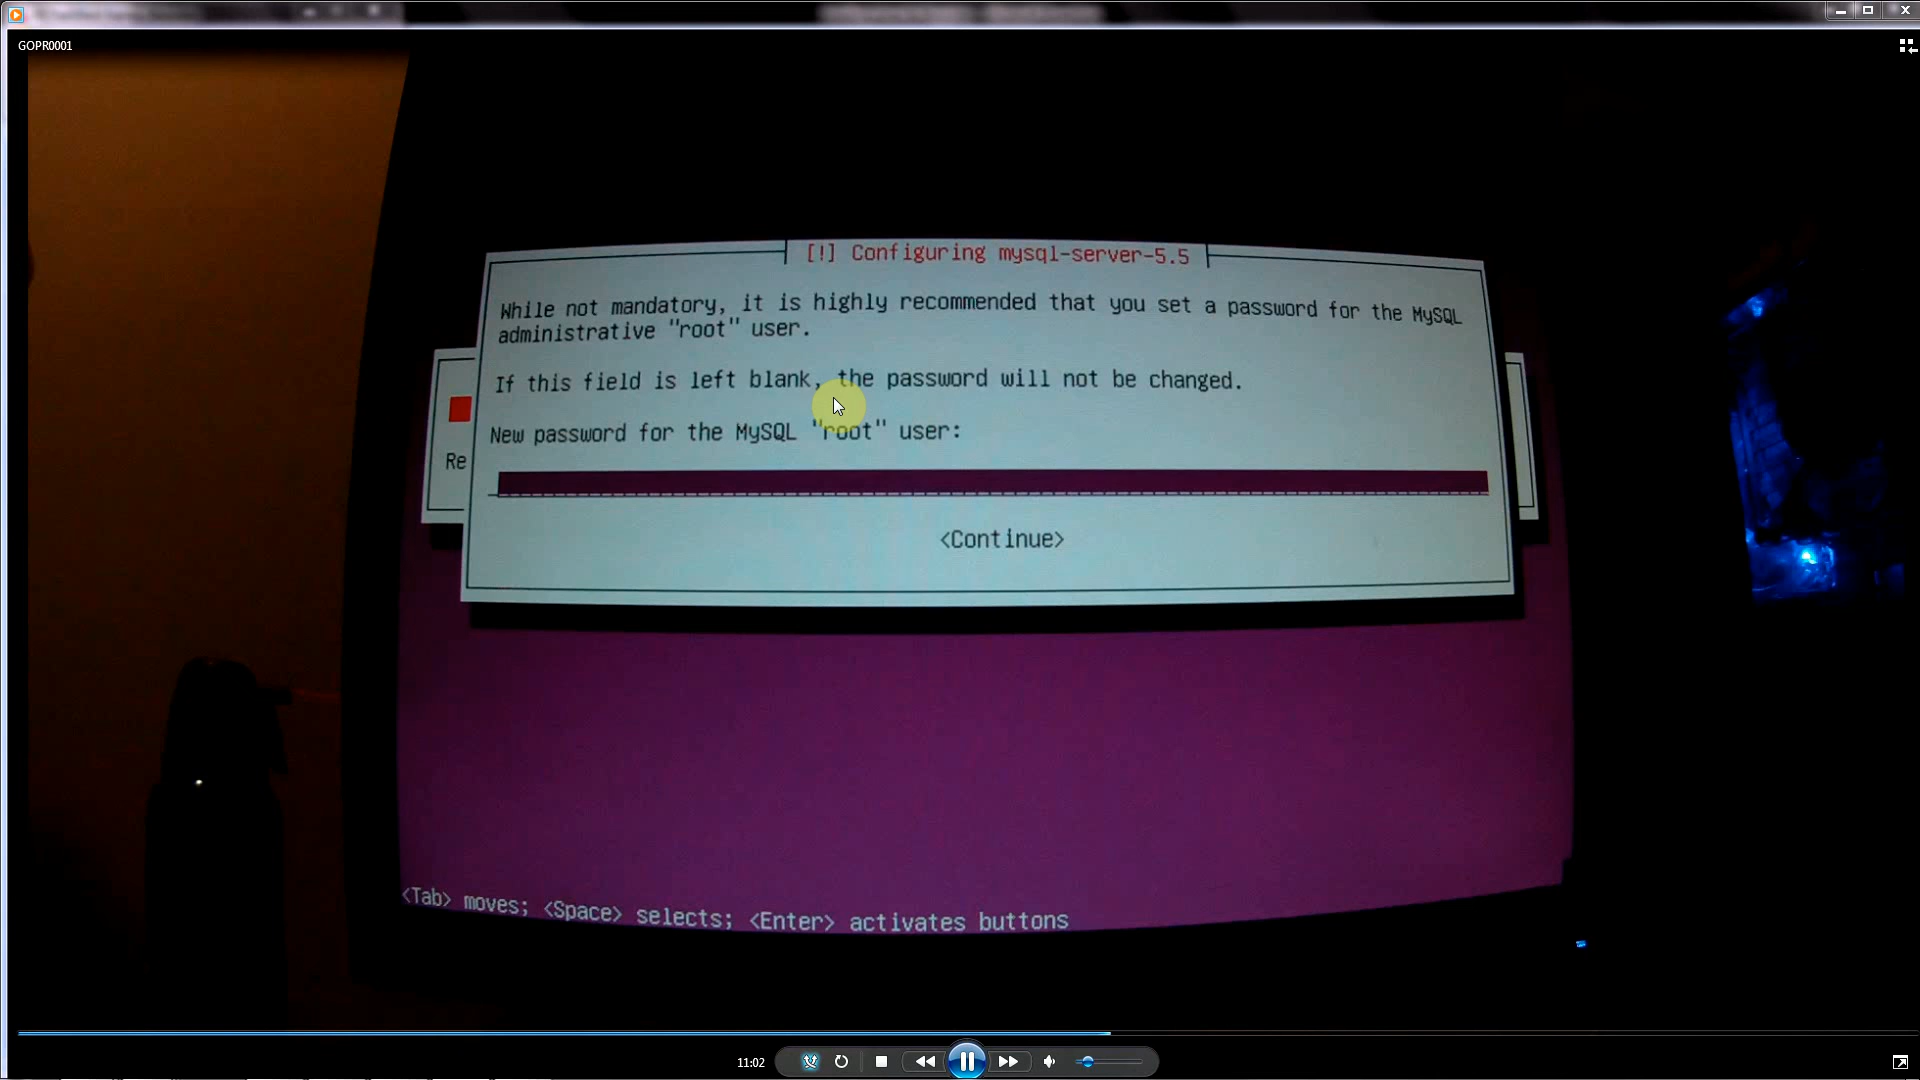 GOPR0001
[!] Configuring mysql-server-5.5
While not mandatory, it is highly recommended that you set a password for the MySQL
administrative "root" user.
If this field is left blank, the password will not be changed.
New password for the MySQL "root" user:
Re
<Continue>
<Tab> moves; <Space> selects; <Enter> activates buttons
11:02